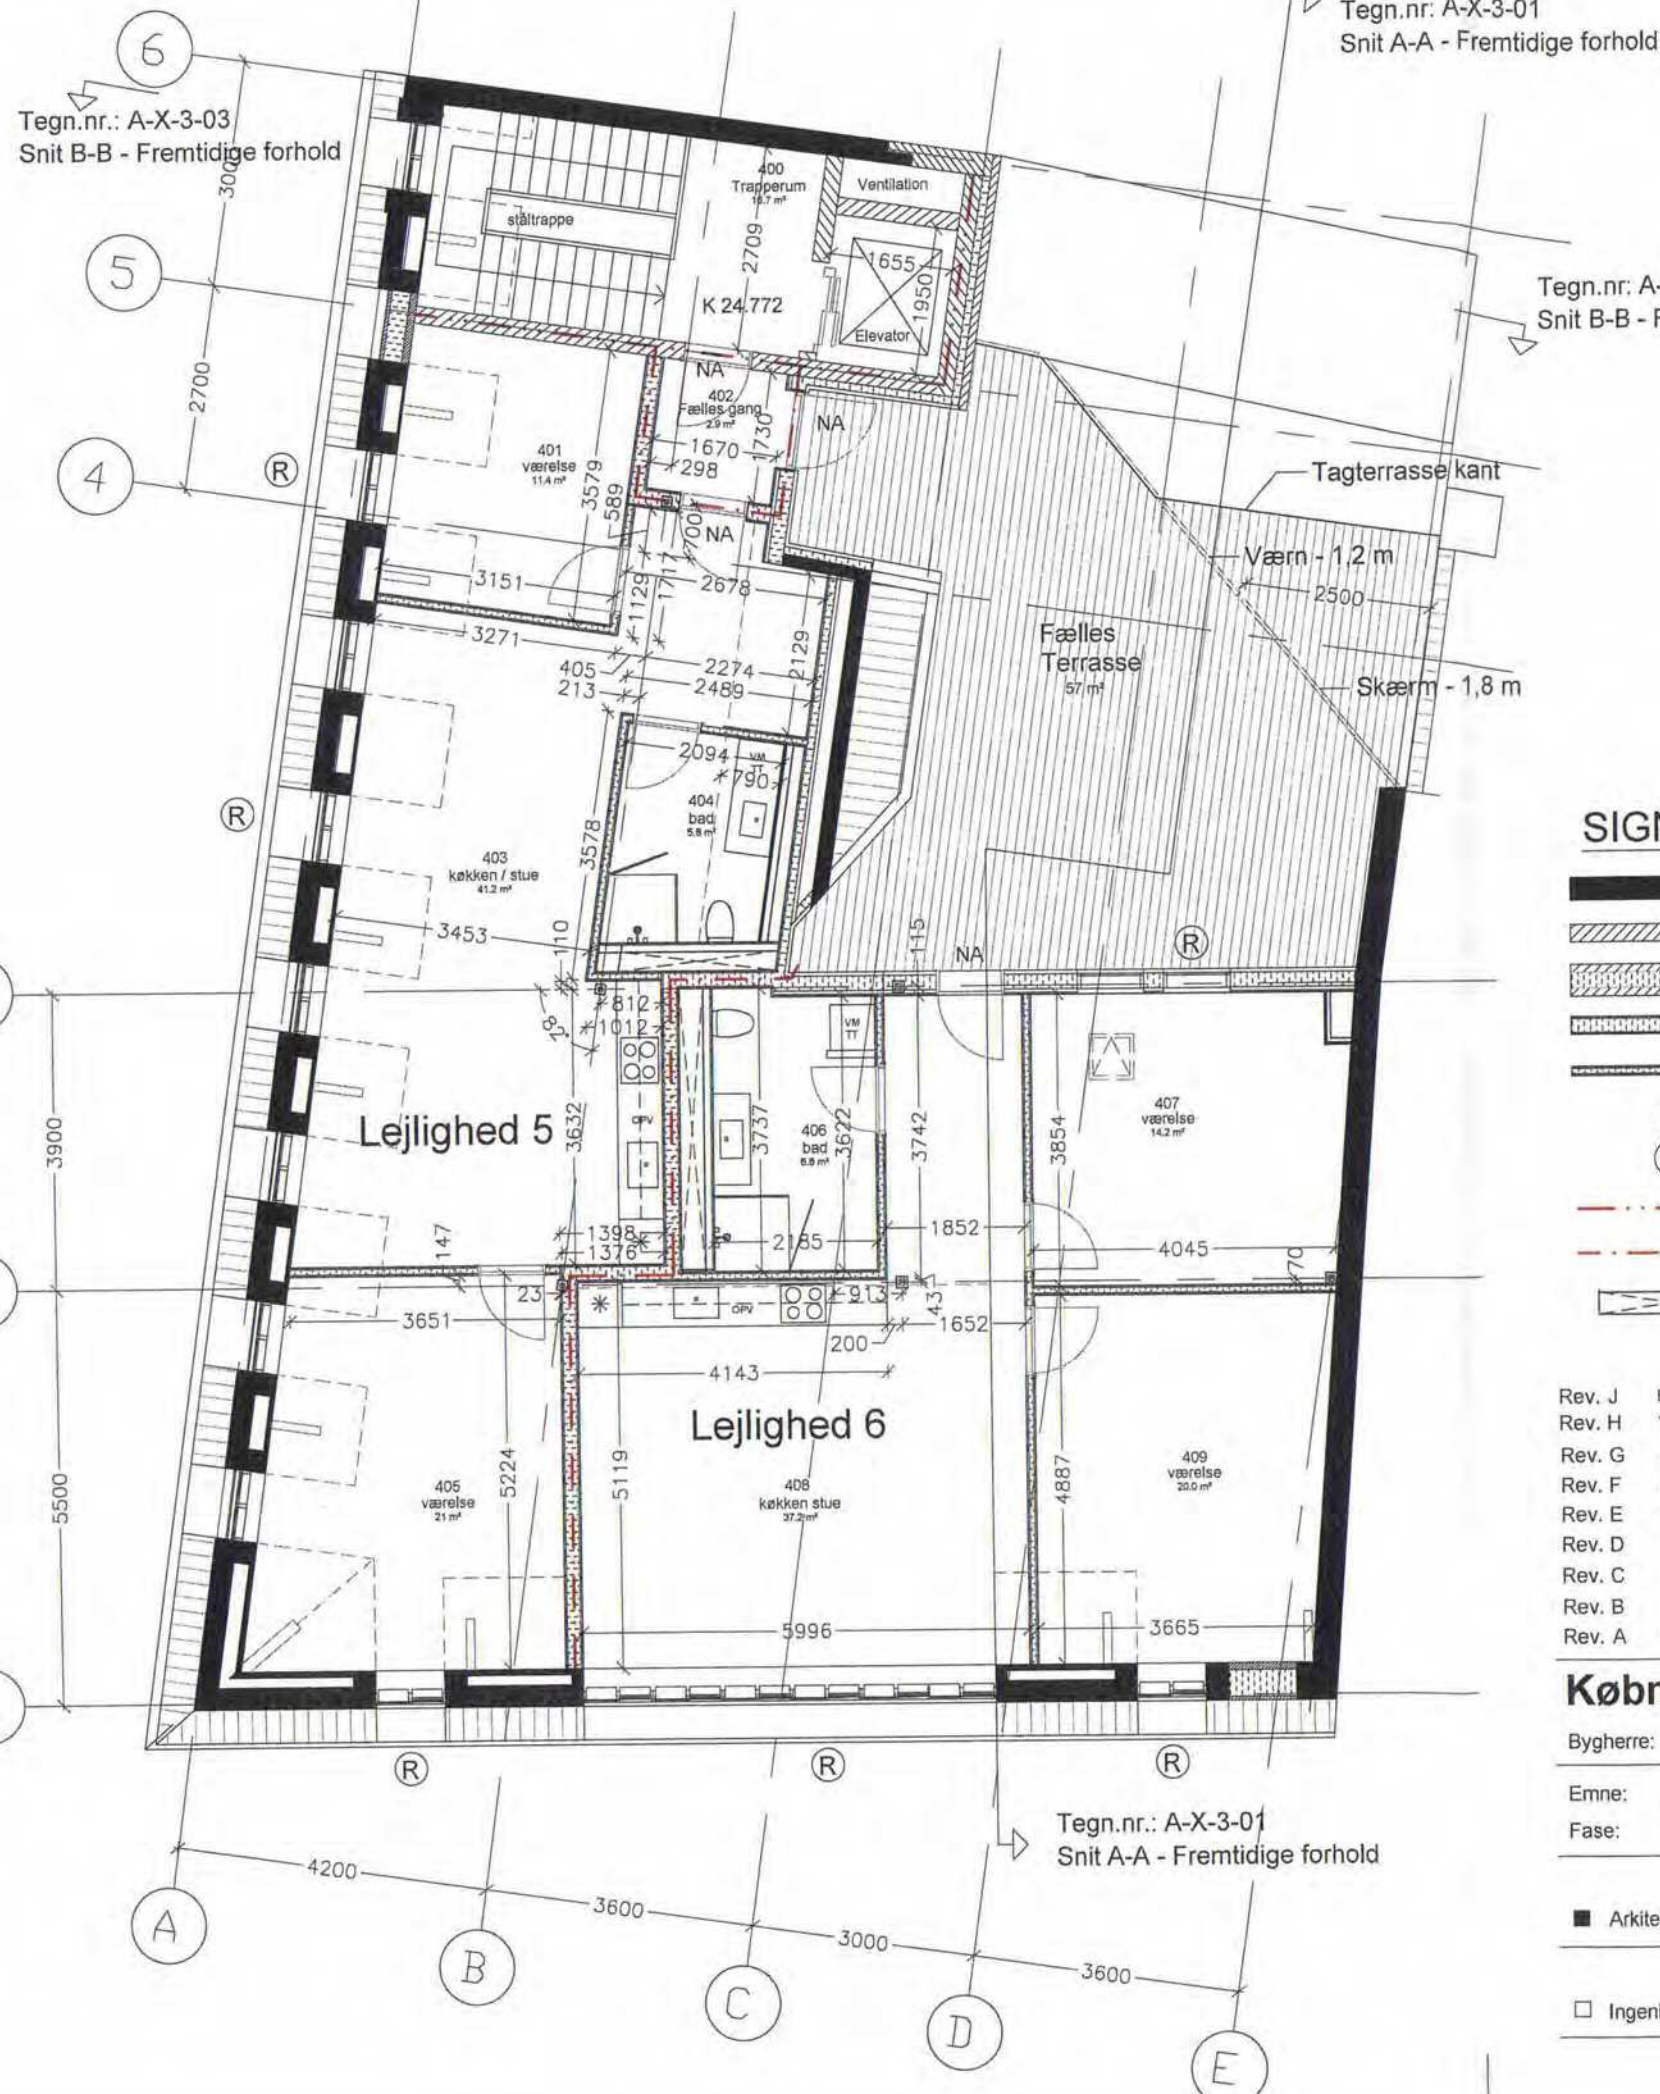 Tegn.nr: A-X-3-01
Snit A-A - Fremtidige forhold
6
Tegn.nr.: A-X-3-03
Snit B-B - Fremtidige forhold
3000
400
Trapperum
Ventilation
ståltrappe
2709
1655
1950
K 24.772
Elevator
5
Tegn.nr: A-
Snit B-B - F
2700
NA
402
Fælles gang
2.9 m²
1730
NA
1670
298
401
værelse
11.4 m²
3579
589
4
R
Tagterrasse kant
NA
700
Værn - 1,2 m
2500
3151
1129
1717
2678
3271
2129
Fælles
Terrasse
57 m²
405
2274
213
2489
Skærm - 1,8 m
2094
VM
TT
790
404
bad
R
3578
SIGN
403
køkken / stue
41.2 m²
3453
110
115
NA
R
812
1012
82
VM
TT
3900
Lejlighed 5
3632
OPV
3737
406
bad
3622
3742
3854
407
værelse
14.2 m²
147
1398
1376
2185
1852
4045
70
23
3651
OPV
913
43
200
1652
4143
Rev. J
Rev. H
Rev. G
Rev. F
Rev. E
Rev. D
Rev. C
Rev. B
Rev. A
Lejlighed 6
5500
5224
5119
4887
405
værelse
21 m²
408
køkken stue
37.2 m²
409
værelse
20.0 m²
5996
3665
Købn
Bygherre:
R
R
R
Emne:
Fase:
Tegn.nr.: A-X-3-01
Snit A-A - Fremtidige forhold
4200
3600
3000
3600
Arkite
A
B
C
D
E
Ingen